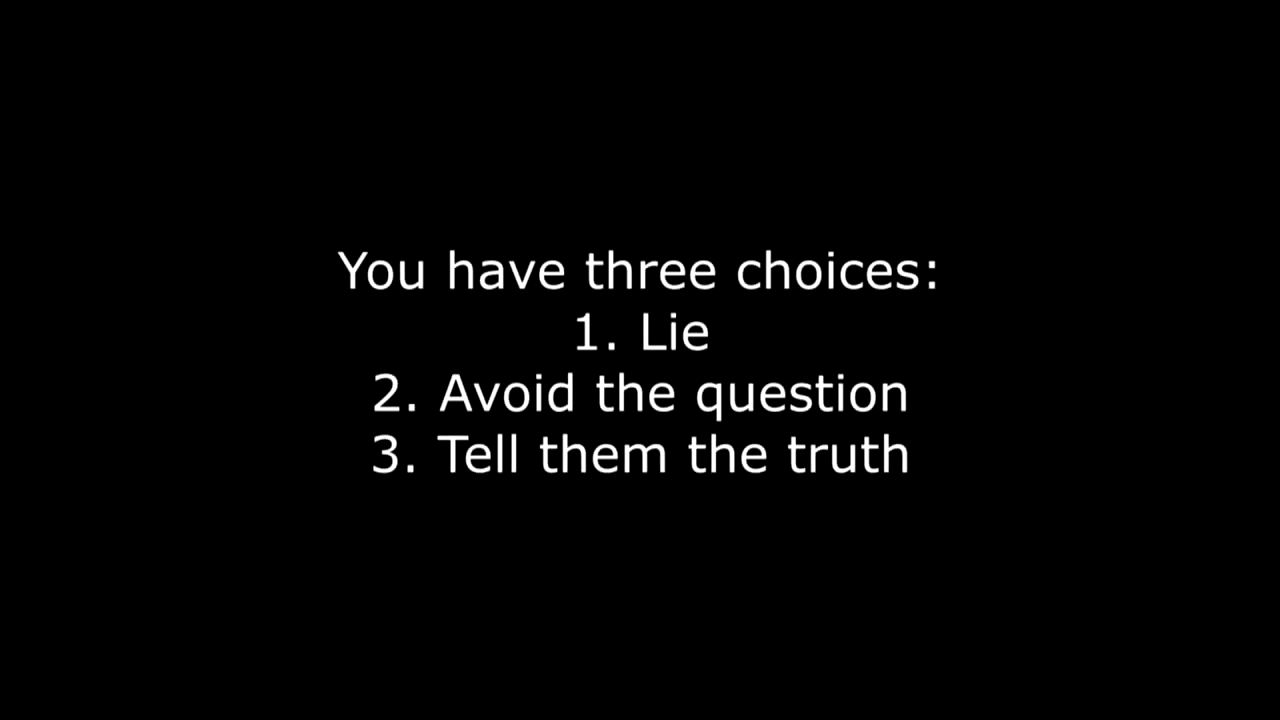 You have three choices:
1. Lie
2. Avoid the question
3. Tell them the truth